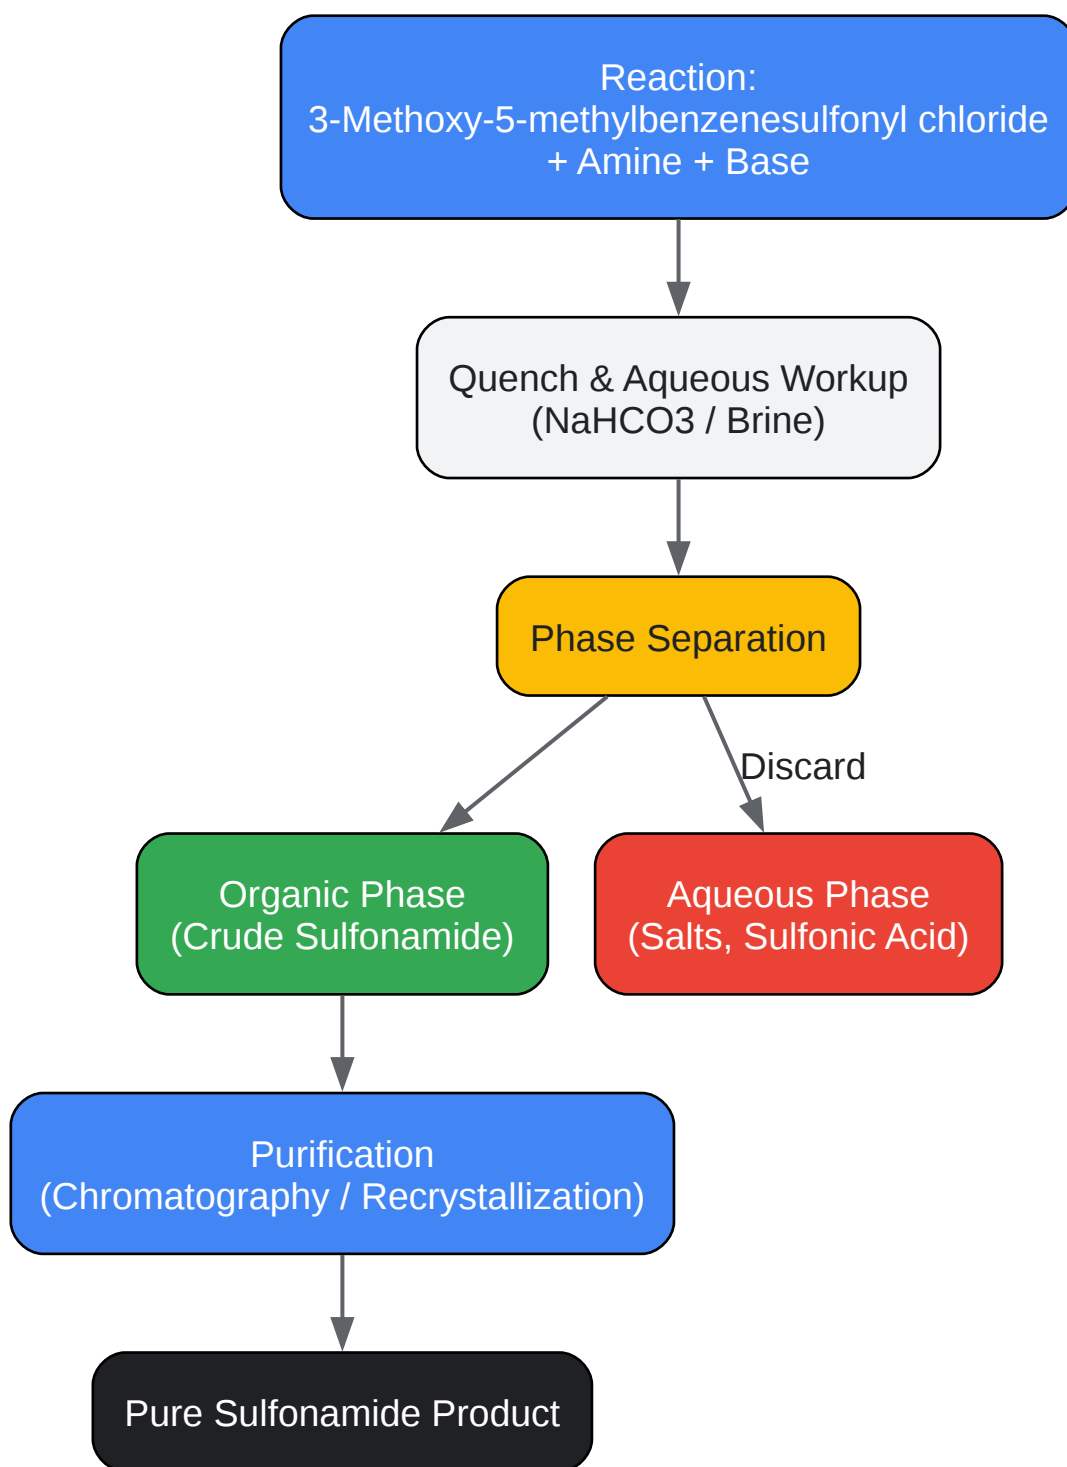 Reaction:
3-Methoxy-5-methylbenzenesulfonyl chloride
+ Amine + Base
Quench & Aqueous Workup
(NaHCO3 / Brine)
Phase Separation
Discard
Organic Phase
(Crude Sulfonamide)
Aqueous Phase
(Salts, Sulfonic Acid)
Purification
(Chromatography / Recrystallization)
Pure Sulfonamide Product